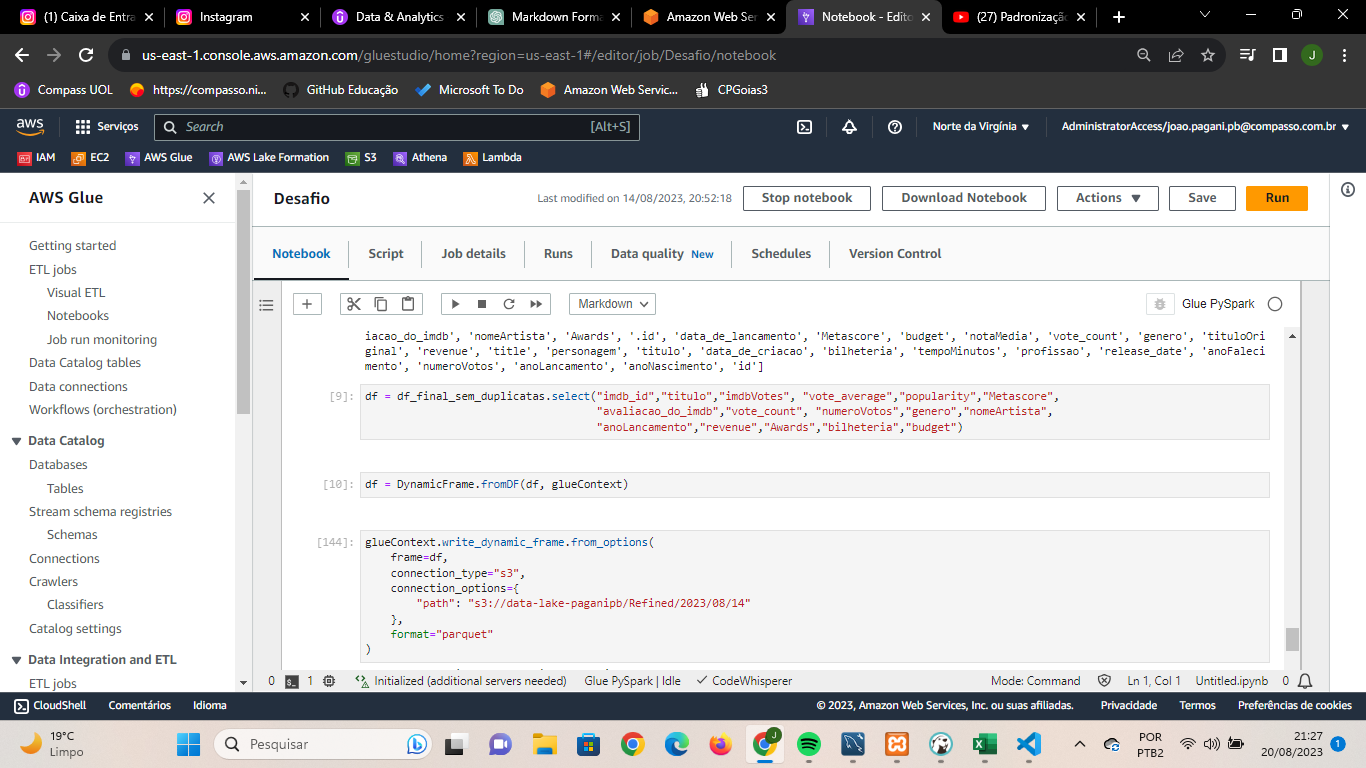 (1) Caixa de Entra
Instagram
Data & Analytics
Markdown Forma
Amazon Web Ser
Notebook - Edito
(27) Padronização
us-east-1.console.aws.amazon.com/gluestudio/home?region=us-east-1#/editor/job/Desafio/notebook
J
Compass UOL
https://compasso.ni...
GitHub Educação
Microsoft To Do
Amazon Web Servic...
CPGoias3
aws
Serviços
Search
[Alt+S]
Norte da Virgínia
AdministratorAccess/joao.pagani.pb@compasso.com.br
IAM
EC2
AWS Glue
AWS Lake Formation
S3
Athena
Lambda
AWS Glue
Getting started
ETL jobs
Visual ETL
Notebooks
Job run monitoring
Data Catalog tables
Data connections
Workflows (orchestration)
Data Catalog
Databases
Tables
Stream schema registries
Schemas
Connections
Crawlers
Classifiers
Catalog settings
Data Integration and ETL
ETL jobs
Desafio
Last modified on 14/08/2023, 20:52:18
Stop notebook
Download Notebook
Actions
Save
Run
Notebook
Script
Job details
Runs
Data quality New
Schedules
Version Control
Markdown
Glue PySpark
iacao_do_imdb', 'nomeArtista', 'Awards', '.id', 'data_de_lancamento', 'Metascore', 'budget', 'notaMedia', 'vote_count', 'genero', 'tituloOri
ginal', 'revenue', 'title', 'personagem', 'titulo', 'data_de_criacao', 'bilheteria', 'tempoMinutos', 'profissao', 'release_date', 'anoFaleci
mento', 'numeroVotos', 'anoLancamento', 'anoNascimento', 'id']
[9]: df = df_final_sem_duplicatas.select("imdb_id","titulo","imdbVotes", "vote_average","popularity","Metascore",
"avaliacao_do_imdb","vote_count", "numeroVotos","genero","nomeArtista",
"anoLancamento","revenue","Awards","bilheteria","budget")
[10]: df = DynamicFrame.fromDF(df, glueContext)
[144]: glueContext.write_dynamic_frame.from_options(
frame=df,
connection_type="s3",
connection_options={
"path": "s3://data-lake-paganipb/Refined/2023/08/14"
},
format="parquet"
)
0
1
Initialized (additional servers needed)
Glue PySpark | Idle
CodeWhisperer
Mode: Command
Ln 1, Col 1
Untitled.ipynb
0
CloudShell
Comentários
Idioma
© 2023, Amazon Web Services, Inc. ou suas afiliadas.
Privacidade
Termos
Preferências de cookies
19°C
Limpo
Pesquisar
J
POR
PTB2
21:27
20/08/2023
1